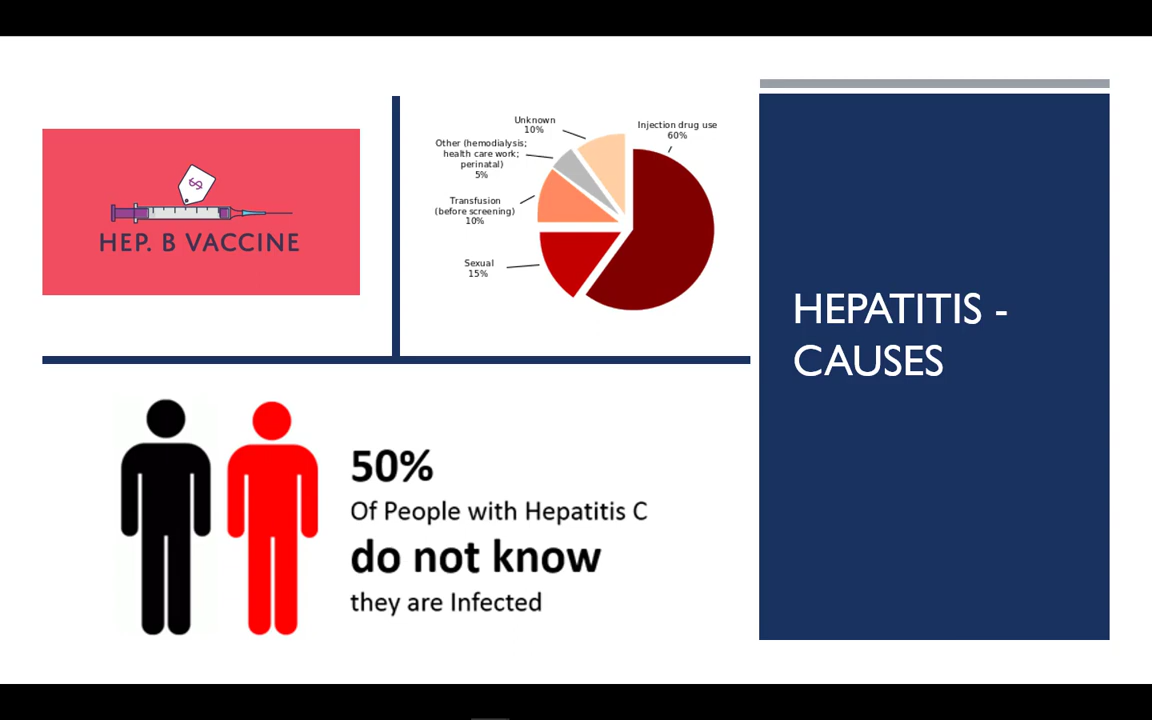 HEP. B VACCINE
Unknown
10%
Injection drug use
60%
Other (hemodialysis;
health care work;
perinatal)
5%
Transfusion
(before screening)
10%
Sexual
15%
HEPATITIS -
CAUSES
50%
Of People with Hepatitis C
do not know
they are Infected